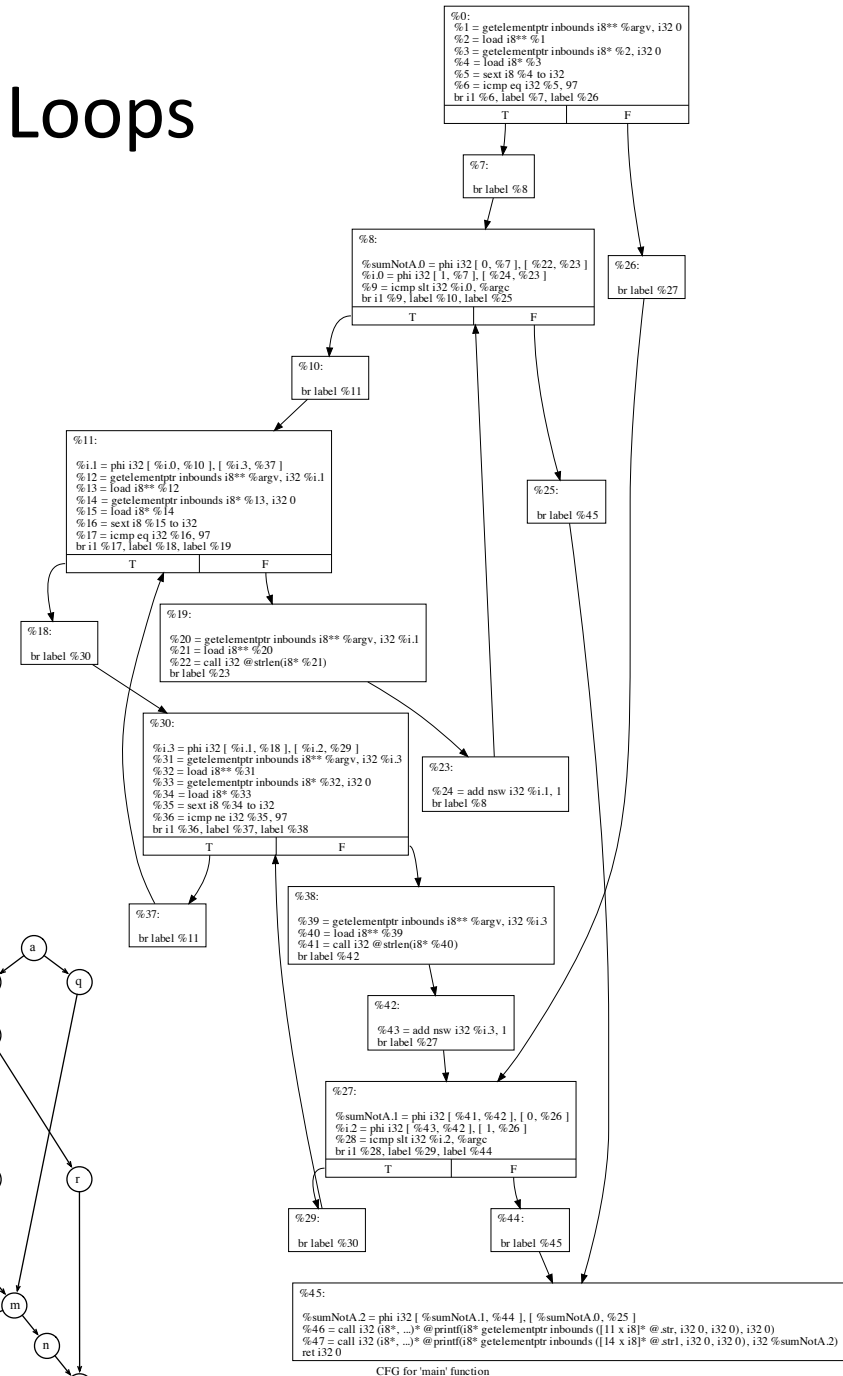 Loops
%0:
%1 = getelementptr inbounds i8** %argv, i32 0
%2 = load i8** %1
%3 = getelementptr inbounds i8* %2, i32 0
%4 = load i8* %3
%5 = sext i8 %4 to i32
%6 = icmp eq i32 %5, 97
br i1 %6, label %7, label %26
T F
%7:
br label %8
%8:
%sumNotA.0 = phi i32 [ 0, %7 ], [ %22, %23 ]
%i.0 = phi i32 [ 1, %7 ], [ %24, %23 ]
%9 = icmp slt i32 %i.0, %argc
br i1 %9, label %10, label %25
T F
%26:
br label %27
%10:
br label %11
%11:
%i.1 = phi i32 [ %i.0, %10 ], [ %i.3, %37 ]
%12 = getelementptr inbounds i8** %argv, i32 %i.1
%13 = load i8** %12
%14 = getelementptr inbounds i8* %13, i32 0
%15 = load i8* %14
%16 = sext i8 %15 to i32
%17 = icmp eq i32 %16, 97
br i1 %17, label %18, label %19
T F
%25:
br label %45
%18:
br label %30
%19:
%20 = getelementptr inbounds i8** %argv, i32 %i.1
%21 = load i8** %20
%22 = call i32 @strlen(i8* %21)
br label %23
%30:
%i.3 = phi i32 [ %i.1, %18 ], [ %i.2, %29 ]
%31 = getelementptr inbounds i8** %argv, i32 %i.3
%32 = load i8** %31
%33 = getelementptr inbounds i8* %32, i32 0
%34 = load i8* %33
%35 = sext i8 %34 to i32
%36 = icmp ne i32 %35, 97
br i1 %36, label %37, label %38
T F
%23:
%24 = add nsw i32 %i.1, 1
br label %8
%37:
br label %11
%38:
%39 = getelementptr inbounds i8** %argv, i32 %i.3
%40 = load i8** %39
%41 = call i32 @strlen(i8* %40)
br label %42
%42:
%43 = add nsw i32 %i.3, 1
br label %27
%27:
%sumNotA.1 = phi i32 [ %41, %42 ], [ 0, %26 ]
%i.2 = phi i32 [ %43, %42 ], [ 1, %26 ]
%28 = icmp slt i32 %i.2, %argc
br i1 %28, label %29, label %44
T F
%29:
br label %30
%44:
br label %45
%45:
%sumNotA.2 = phi i32 [ %sumNotA.1, %44 ], [ %sumNotA.0, %25 ]
%46 = call i32 (i8*, ...)* @printf(i8* getelementptr inbounds ([11 x i8]* @.str, i32 0, i32 0), i32 0)
%47 = call i32 (i8*, ...)* @printf(i8* getelementptr inbounds ([14 x i8]* @.str1, i32 0, i32 0), i32 %sumNotA.2)
ret i32 0
CFG for 'main' function
a
q
r
m
n